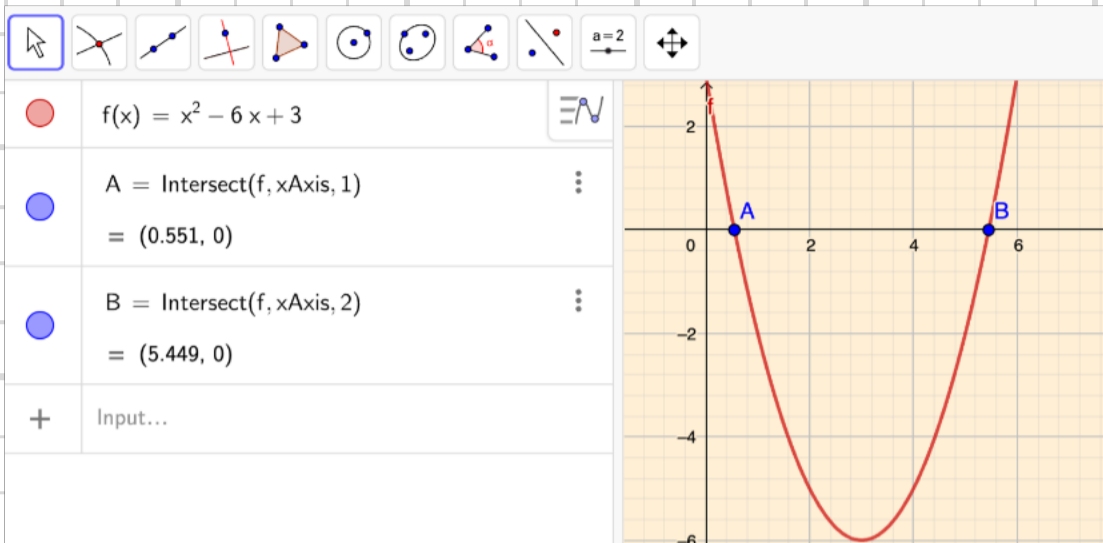 α
a=2
f(x) = x² − 6 x + 3
A = Intersect(f, xAxis, 1)
= (0.551, 0)
B = Intersect(f, xAxis, 2)
= (5.449, 0)
+ Input...
f
2
A
B
0
2
4
6
−2
−4
−6